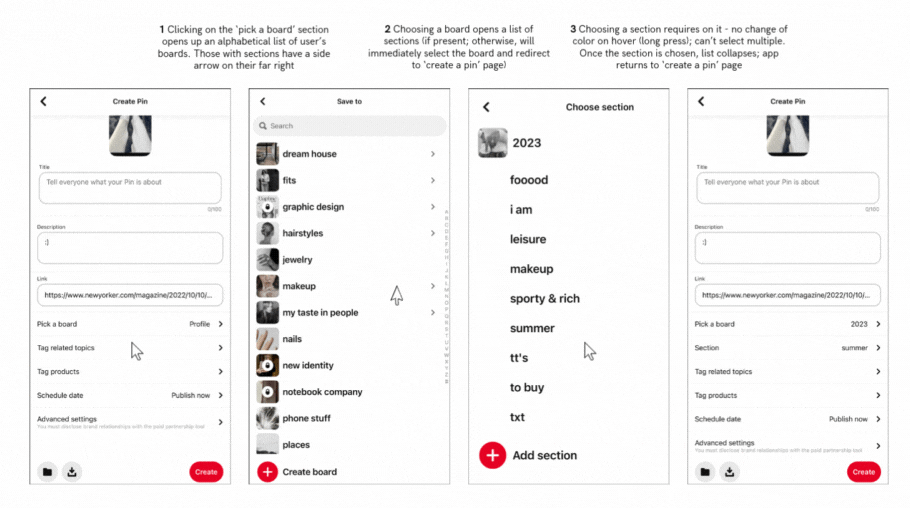 1 Clicking on the ‘pick a board’ section
opens up an alphabetical list of user's
boards. Those with sections have a side
arrow on their far right
2 Choosing a board opens a list of
sections (if present; otherwise, will
immediately select the board and redirect
to ‘create a pin’ page)
3 Choosing a section requires on it - no change of
color on hover (long press); can't select multiple.
Once the section is chosen, list collapses; app
returns to ‘create a pin’ page
Create Pin
Title
Tell everyone what your Pin is about
0/100
Description
:)
Link
https://www.newyorker.com/magazine/2022/10/10/...
Pick a board Profile
Tag related topics
Tag products
Schedule date Publish now
Advanced settings
You must disclose brand relationships with the paid partnership tool
Create
Save to
Search
dream house
fits
graphic design
hairstyles
jewelry
makeup
my taste in people
nails
new identity
notebook company
phone stuff
places
Create board
Choose section
2023
fooood
i am
leisure
makeup
sporty & rich
summer
tt's
to buy
txt
Add section
Create Pin
Title
Tell everyone what your Pin is about
0/100
Description
:)
Link
https://www.newyorker.com/magazine/2022/10/10/...
Pick a board 2023
Section summer
Tag related topics
Tag products
Schedule date Publish now
Advanced settings
You must disclose brand relationships with the paid partnership tool
Create